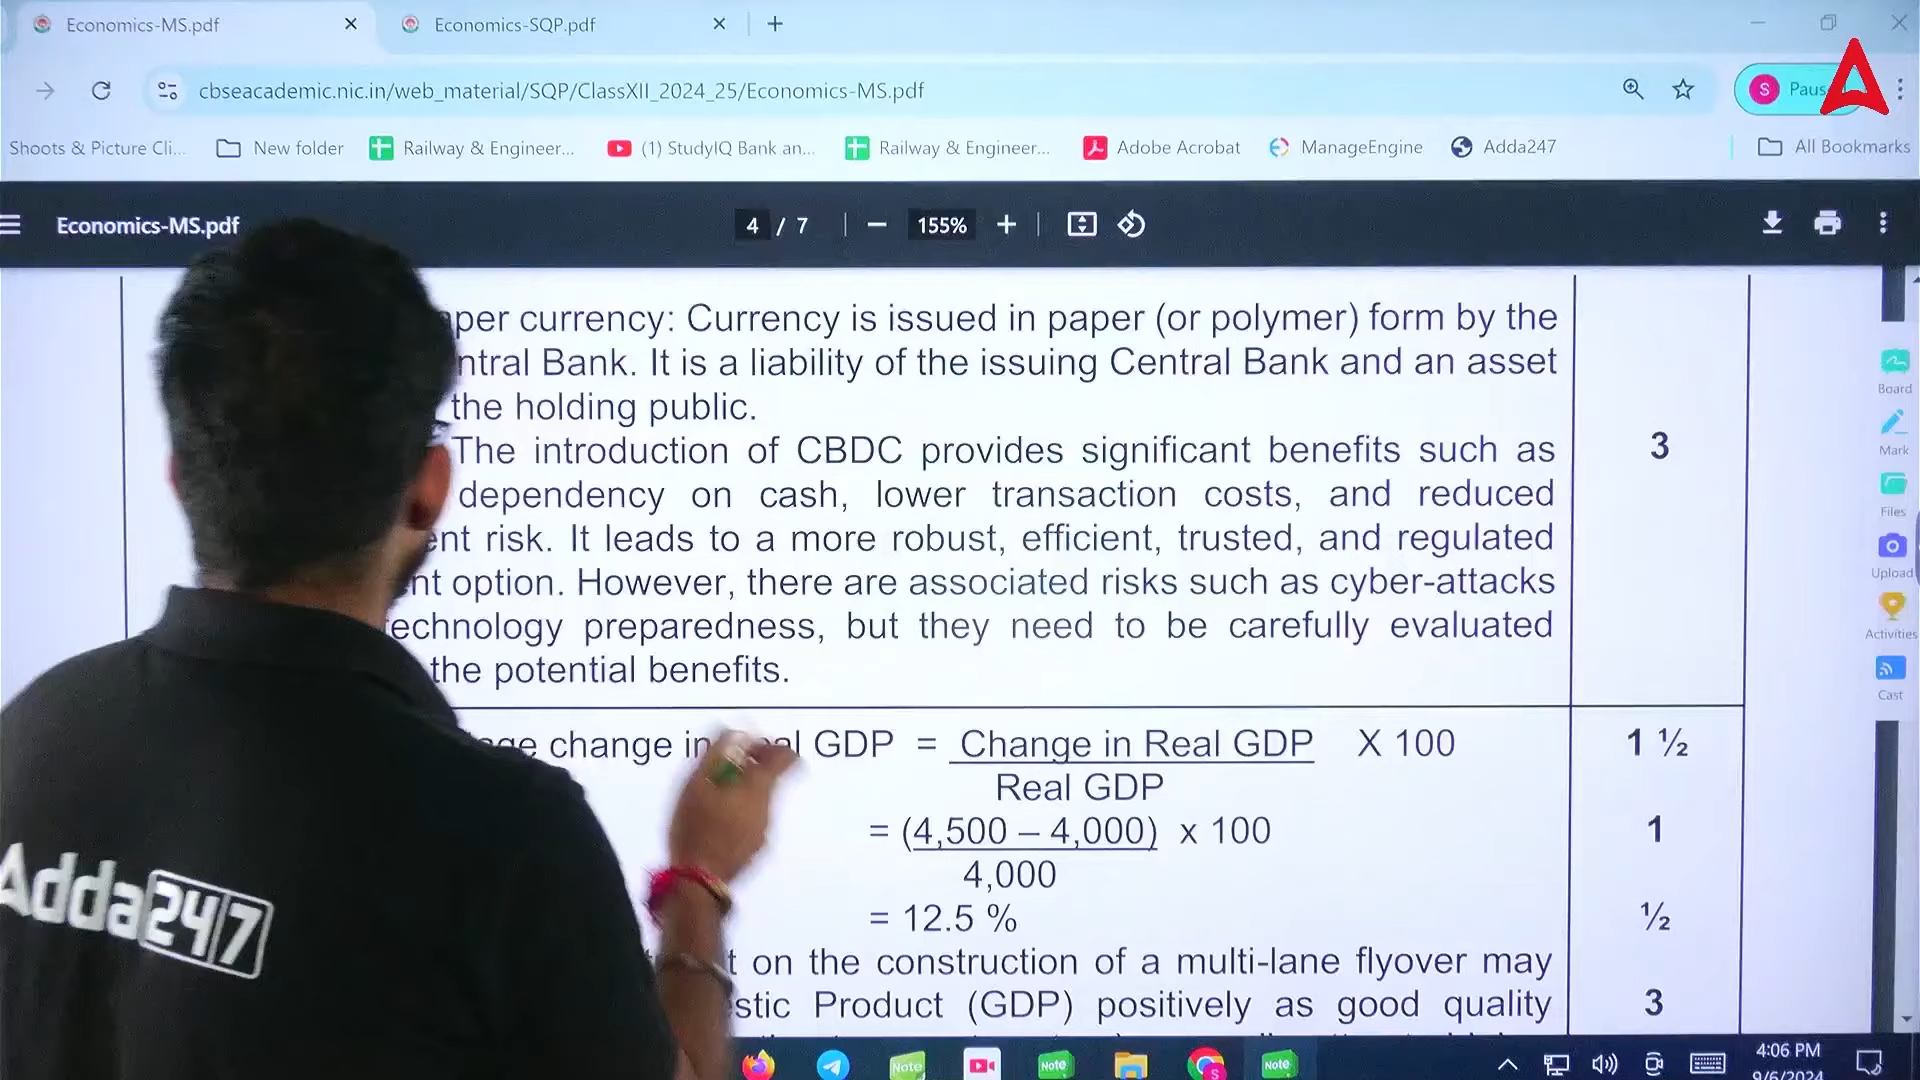 Economics-MS.pdf
Economics-SQP.pdf
cbseacademic.nic.in/web_material/SQP/ClassXII_2024_25/Economics-MS.pdf
S
Shoots & Picture Cli...
New folder
Railway & Engineer...
(1) StudyIQ Bank an...
Railway & Engineer...
Adobe Acrobat
ManageEngine
Adda247
All Bookmarks
Economics-MS.pdf
4 / 7
155%
per currency: Currency is issued in paper (or polymer) form by the
ntral Bank. It is a liability of the issuing Central Bank and an asset
the holding public.
The introduction of CBDC provides significant benefits such as
dependency on cash, lower transaction costs, and reduced
ent risk. It leads to a more robust, efficient, trusted, and regulated
nt option. However, there are associated risks such as cyber-attacks
echnology preparedness, but they need to be carefully evaluated
the potential benefits.
3
change in GDP = Change in Real GDP X 100
Real GDP
1 ½
= (4,500 – 4,000) x 100
4,000
1
= 12.5 %
½
t on the construction of a multi-lane flyover may
stic Product (GDP) positively as good quality
3
Board
Mark
Files
Upload
Activities
Cast
Adda247
Note
Note
Note
4:06 PM
9/6/2024